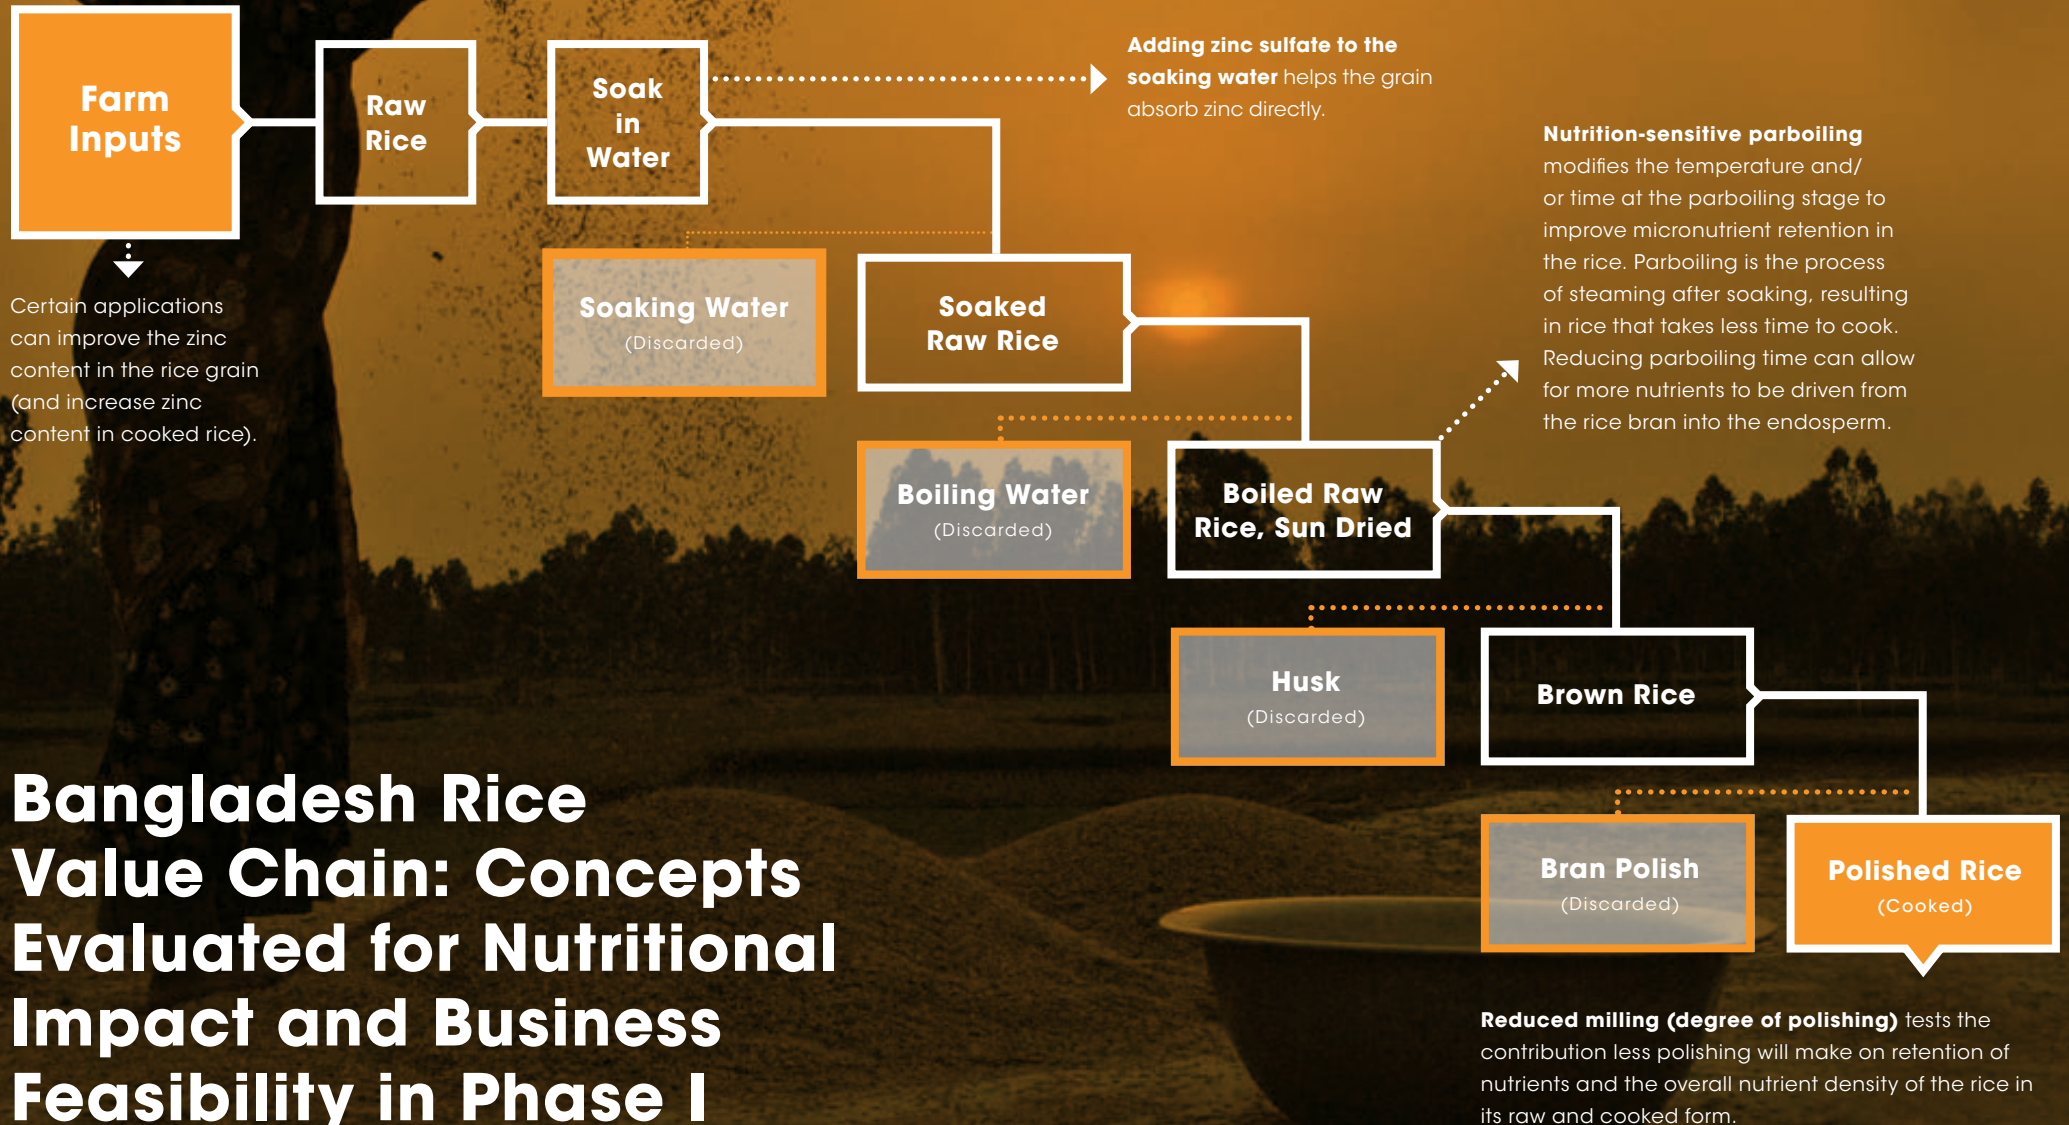 Farm
Inputs
Raw
Rice
Soak
in
Water
Adding zinc sulfate to the
soaking water helps the grain
absorb zinc directly.
Certain applications
can improve the zinc
content in the rice grain
(and increase zinc
content in cooked rice).
Soaking Water
(Discarded)
Soaked
Raw Rice
Nutrition-sensitive parboiling
modifies the temperature and/
or time at the parboiling stage to
improve micronutrient retention in
the rice. Parboiling is the process
of steaming after soaking, resulting
in rice that takes less time to cook.
Reducing parboiling time can allow
for more nutrients to be driven from
the rice bran into the endosperm.
Boiling Water
(Discarded)
Boiled Raw
Rice, Sun Dried
Husk
(Discarded)
Brown Rice
Bran Polish
(Discarded)
Polished Rice
(Cooked)
Reduced milling (degree of polishing) tests the
contribution less polishing will make on retention of
nutrients and the overall nutrient density of the rice in
its raw and cooked form.
Bangladesh Rice
Value Chain: Concepts
Evaluated for Nutritional
Impact and Business
Feasibility in Phase I